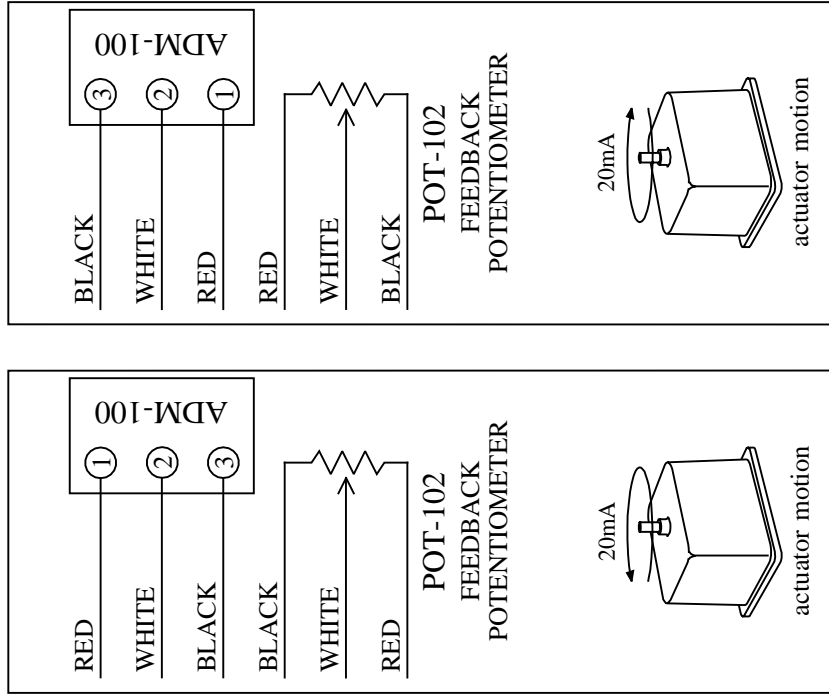 RED
1
WHITE
2
ADM-100
BLACK
3
BLACK
WHITE
RED
POT-102
FEEDBACK
POTENTIOMETER
20mA
actuator motion
BLACK
3
WHITE
2
ADM-100
RED
1
RED
WHITE
BLACK
POT-102
FEEDBACK
POTENTIOMETER
20mA
actuator motion